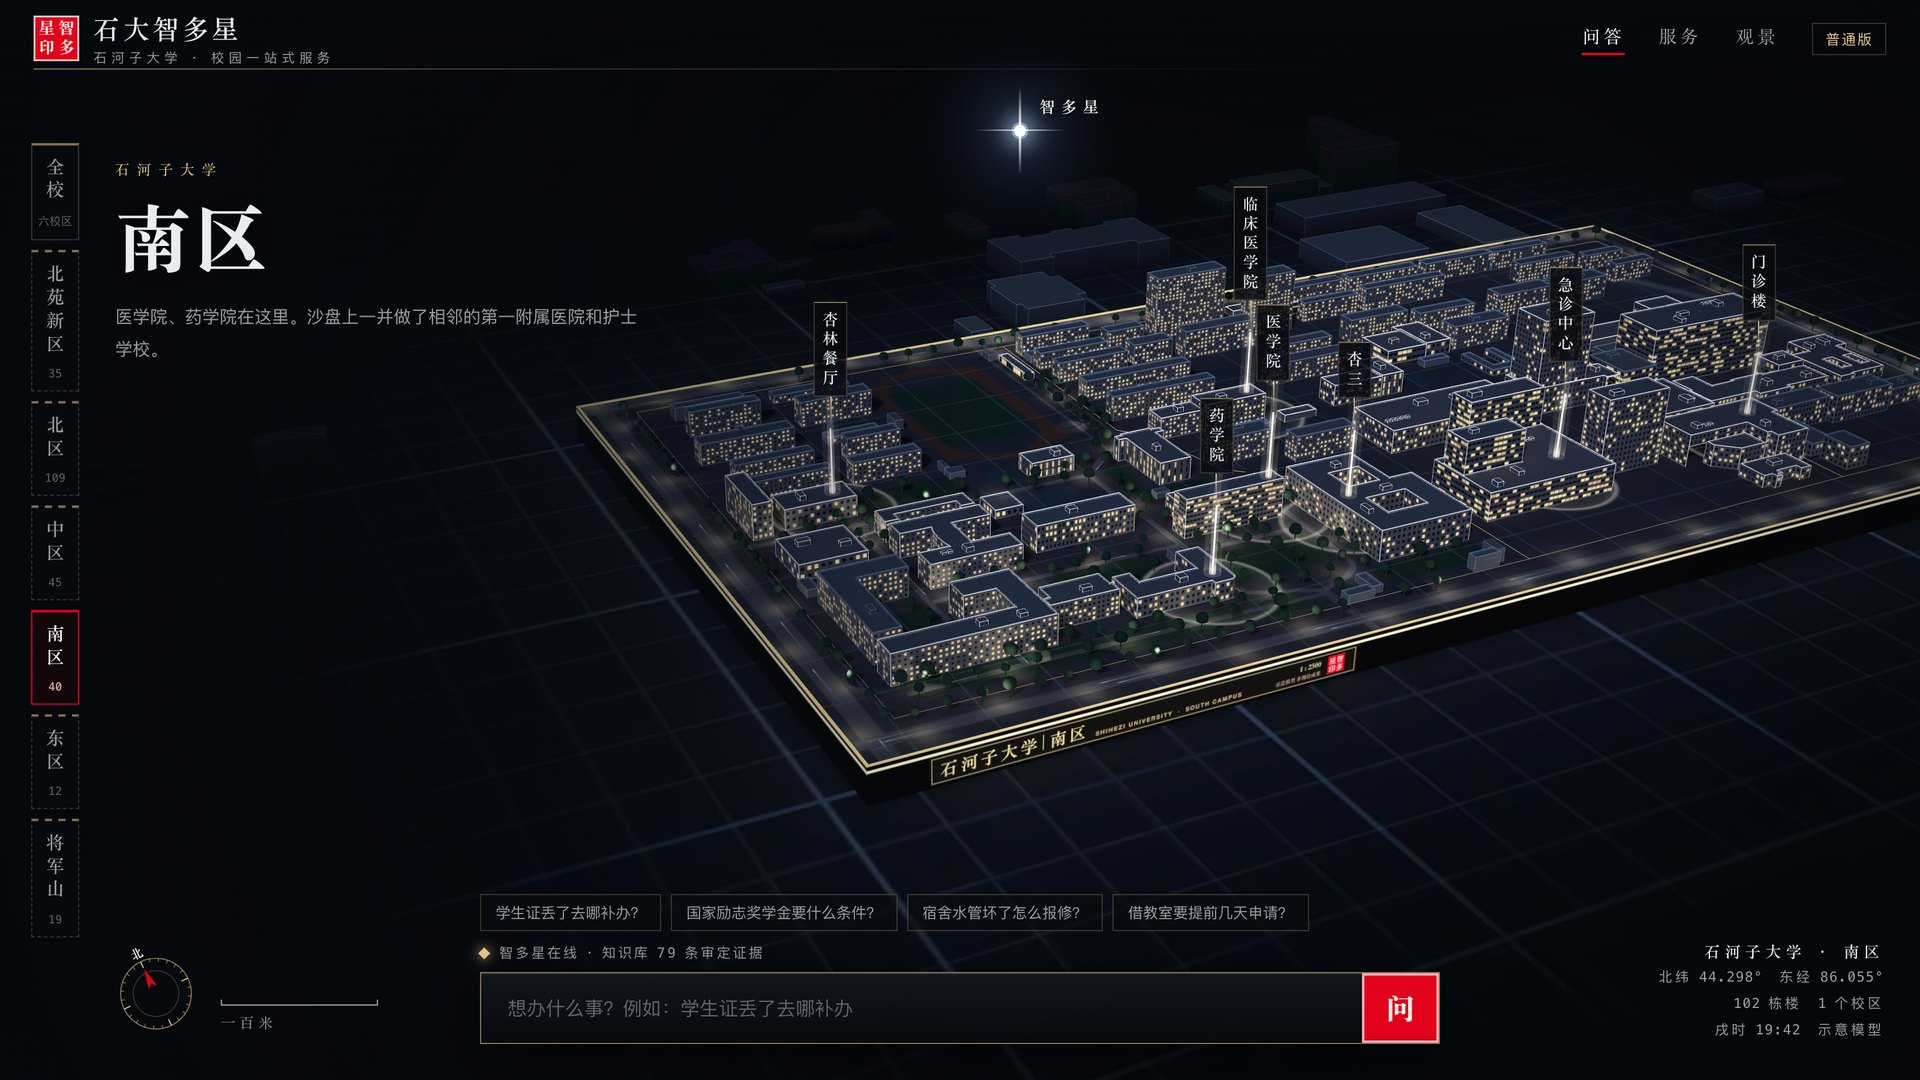 星智
印多
石大智多星
石河子大学 · 校园一站式服务
问答
服务
观景
普通版
智多星
全校
六校区
北苑新区
35
北区
109
中区
45
南区
40
东区
12
将军山
19
石河子大学
南区
医学院、药学院在这里。沙盘上一并做了相邻的第一附属医院和护士
学校。
杏林餐厅
临床医学院
医学院
杏三
药学院
急诊中心
门诊楼
石河子大学|南区
SHIHEZI UNIVERSITY · SOUTH CAMPUS
1:2500
星智
印多
学生证丢了去哪补办?
国家励志奖学金要什么条件?
宿舍水管坏了怎么报修?
借教室要提前几天申请?
智多星在线 · 知识库 79 条审定证据
想办什么事? 例如: 学生证丢了去哪补办
问
北
一百米
石河子大学 · 南区
北纬 44.298° 东经 86.055°
102 栋楼 1 个校区
戌时 19:42 示意模型